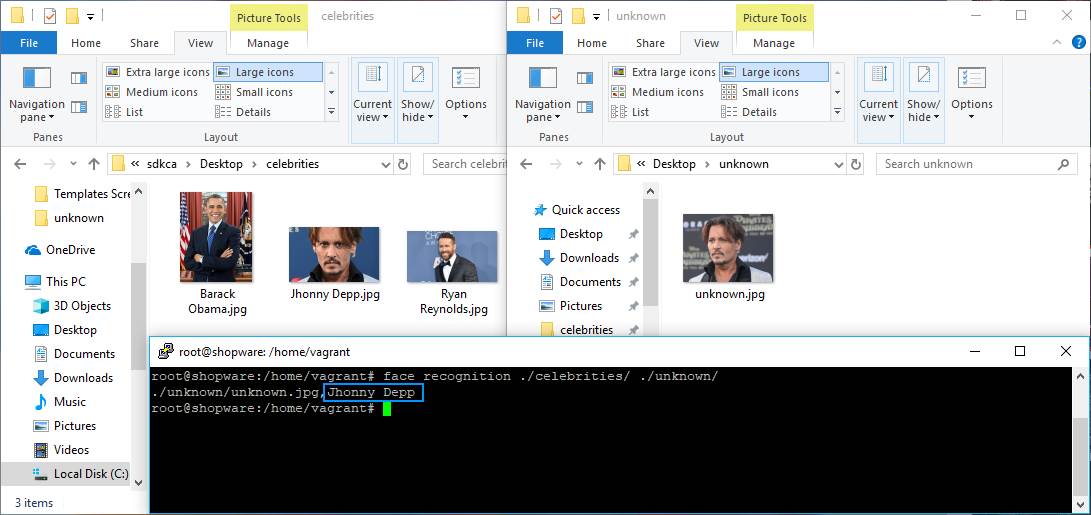 Picture Tools
celebrities
File
Home
Share
View
Manage
Navigation
pane
Panes
Extra large icons
Large icons
Medium icons
Small icons
List
Details
Layout
Current
view
Show/
hide
Options
« sdkca > Desktop > celebrities
Search celebri
Templates Scre
unknown
OneDrive
This PC
3D Objects
Desktop
Documents
Downloads
Music
Pictures
Videos
Local Disk (C:)
3 items
Barack
Obama.jpg
Jhonny Depp.jpg
Ryan
Reynolds.jpg
Picture Tools
unknown
File
Home
Share
View
Manage
Navigation
pane
Panes
Extra large icons
Large icons
Medium icons
Small icons
List
Details
Layout
Current
view
Show/
hide
Options
« Desktop > unknown
Search unknown
Quick access
Desktop
Downloads
Documents
Pictures
celebrities
unknown.jpg
root@shopware: /home/vagrant
root@shopware:/home/vagrant# face recognition ./celebrities/ ./unknown/
./unknown/unknown.jpg,Jhonny Depp
root@shopware:/home/vagrant#